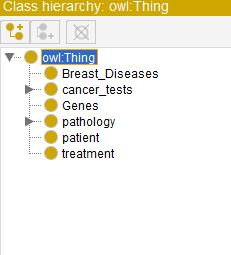 Class hierarchy: owl:Thing
owl:Thing
Breast_Diseases
cancer_tests
Genes
pathology
patient
treatment